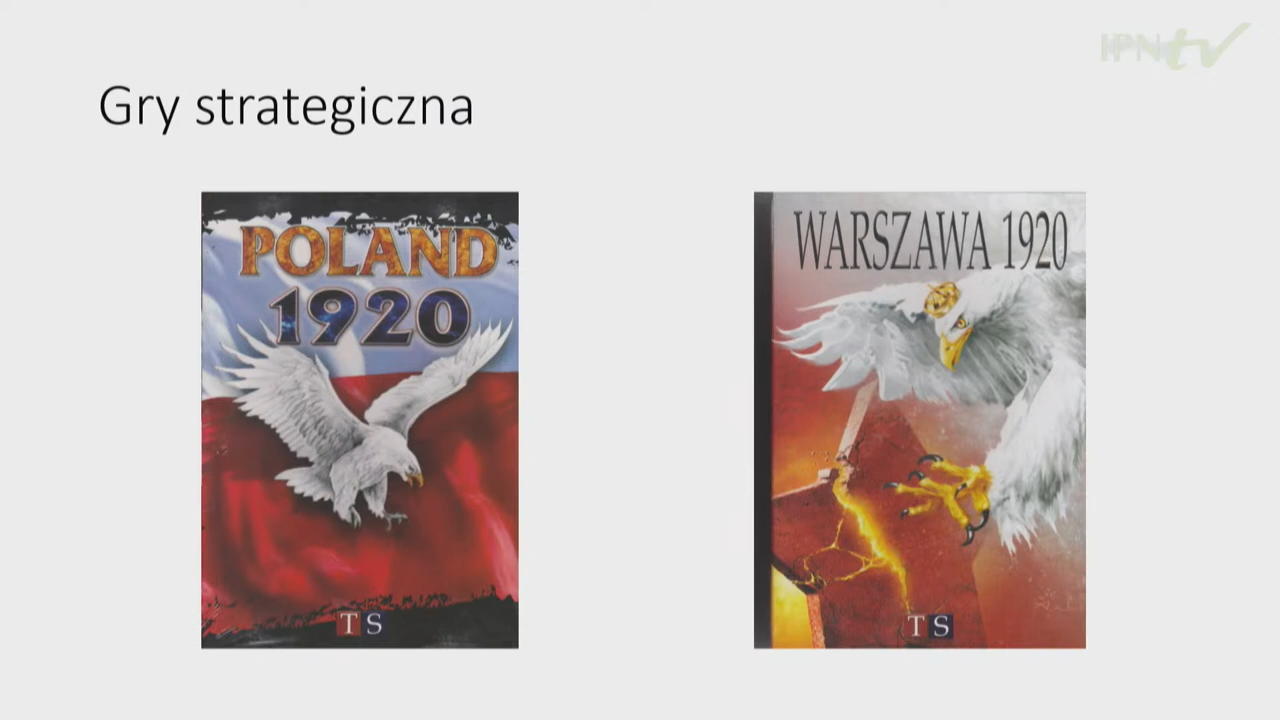 IPNtv
Gry strategiczna
POLAND
1920
TS
WARSZAWA 1920
TS